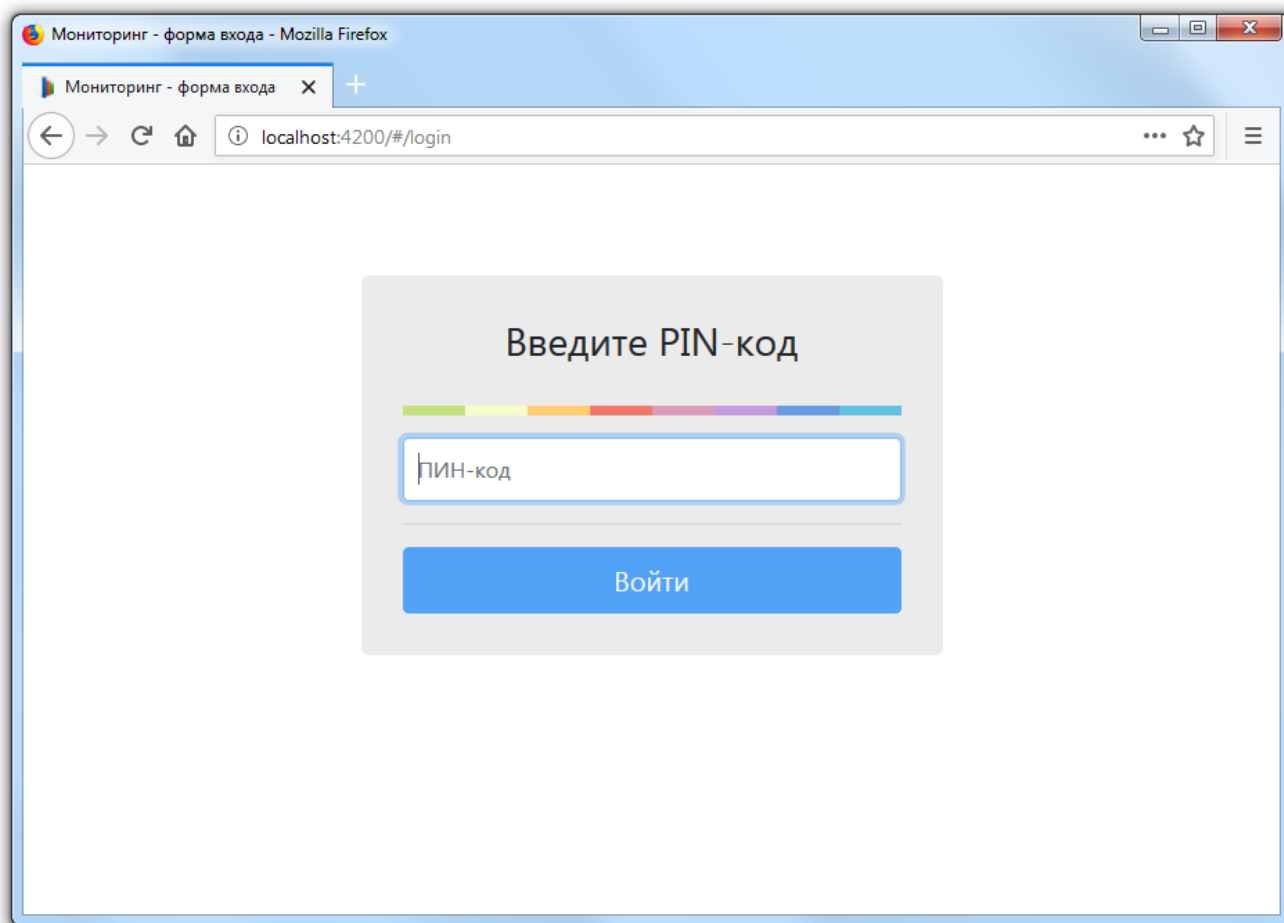 Мониторинг - форма входа - Mozilla Firefox
Мониторинг - форма входа
localhost:4200/#/login
Введите PIN-код
ПИН-код
Войти